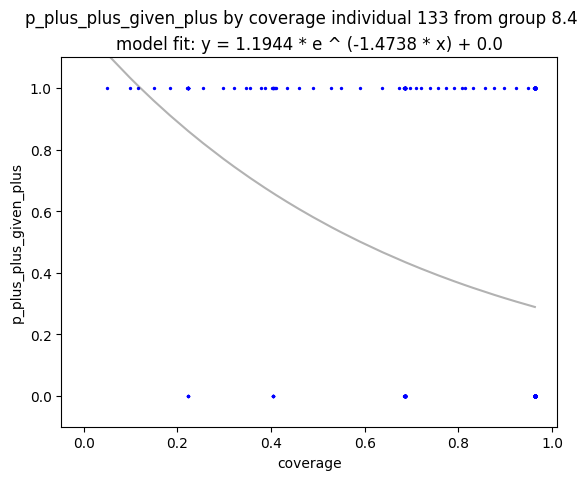 p_plus_plus_given_plus by coverage individual 133 from group 8.4
model fit: y = 1.1944 * e ^ (-1.4738 * x) + 0.0
p_plus_plus_given_plus
1.0
0.8
0.6
0.4
0.2
0.0
0.0 0.2 0.4 0.6 0.8 1.0
coverage